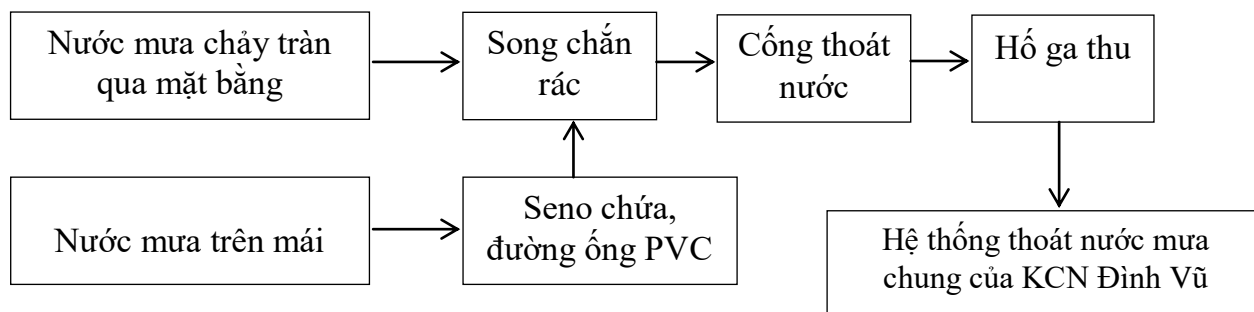 Nước mưa chảy tràn
qua mặt bằng
Song chắn
rác
Cống thoát
nước
Hố ga thu
Nước mưa trên mái
Seno chứa,
đường ống PVC
Hệ thống thoát nước mưa
chung của KCN Đình Vũ